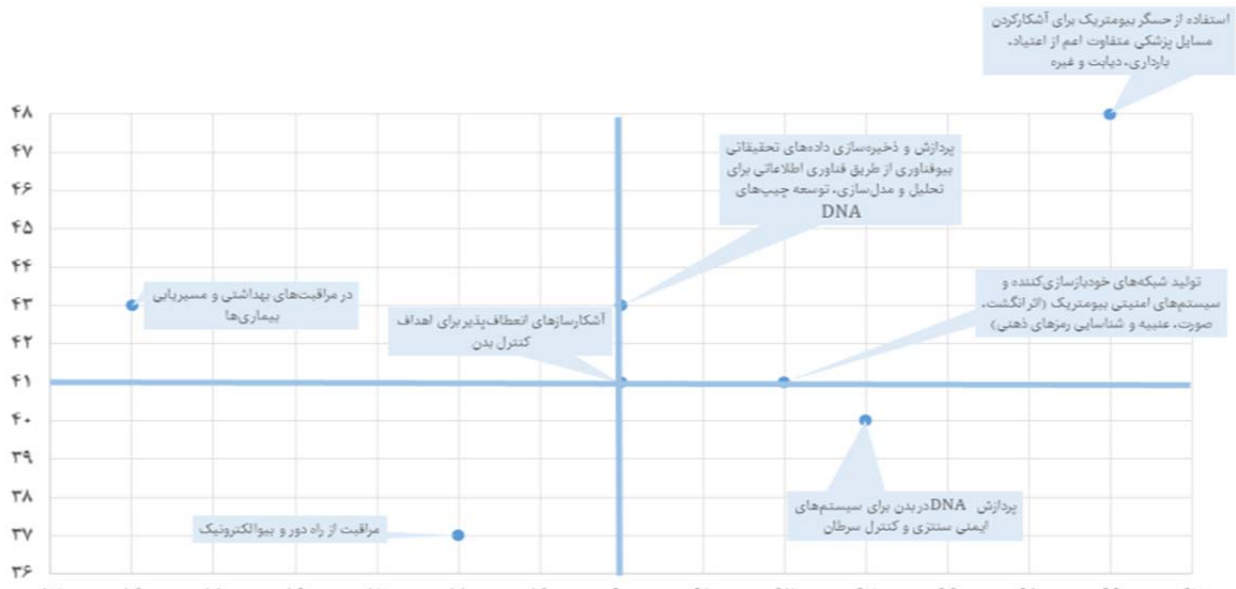 استفاده از حسگر بیومتریک برای آشکارکردن
مسایل پزشکی متفاوت اعم از اعتیاد،
بارداری، دیابت و غیره
پردازش و ذخیره‌سازی داده‌های تحقیقاتی
بیوفناوری از طریق فناوری اطلاعاتی برای
تحلیل و مدل‌سازی، توسعه چیپ‌های
DNA
تولید شبکه‌های خودبازسازی‌کننده و
سیستم‌های امنیتی بیومتریک (اثر انگشت،
صورت، عنبیه و شناسایی رمزهای ذهنی)
در مراقبت‌های بهداشتی و مسیریابی
بیماری‌ها
آشکارسازهای انعطاف‌پذیر برای اهداف
کنترل بدن
پردازش DNA در بدن برای سیستم‌های
ایمنی سنتزی و کنترل سرطان
مراقبت از راه دور و بیوالکترونیک
۴۸
۴۷
۴۶
۴۵
۴۴
۴۳
۴۲
۴۱
۴۰
۳۹
۳۸
۳۷
۳۶